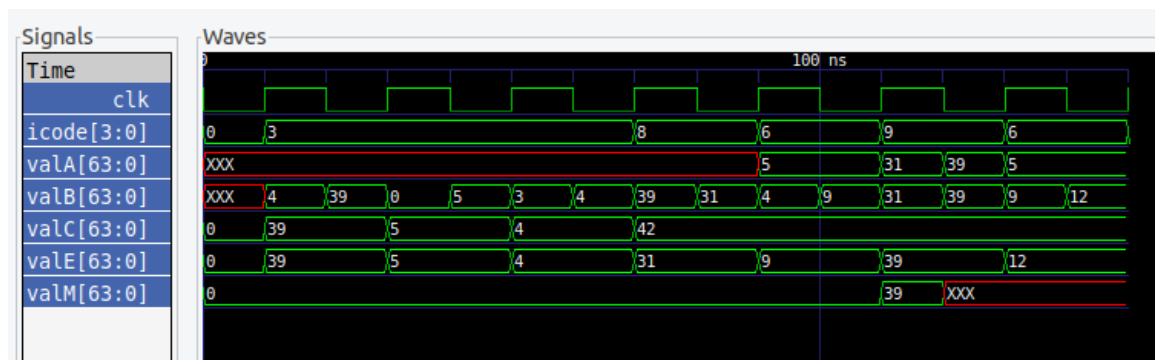 Signals Waves
Time 0 100 ns
clk
icode[3:0] 0 3 8 6 9 6
valA[63:0] XXX 5 31 39 5
valB[63:0] XXX 4 39 0 5 3 4 39 31 4 9 31 39 9 12
valC[63:0] 0 39 5 4 42
valE[63:0] 0 39 5 4 31 9 39 12
valM[63:0] 0 39 XXX